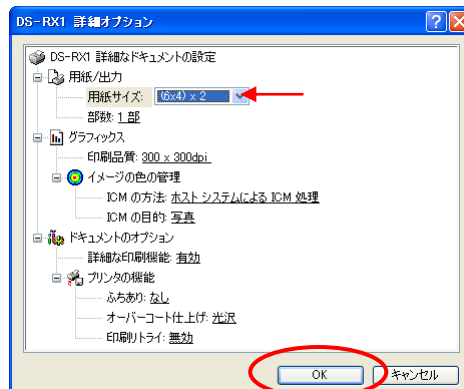 DS-RX1 詳細オプション
DS-RX1 詳細なドキュメントの設定
用紙/出力
用紙サイズ: (6x4) x 2
部数: 1 部
グラフィックス
印刷品質: 300 x 300dpi
イメージの色の管理
ICM の方法: ホスト システムによる ICM 処理
ICM の目的: 写真
ドキュメントのオプション
詳細な印刷機能: 有効
プリンタの機能
ふちあり: なし
オーバーコート仕上げ: 光沢
印刷リトライ: 無効
OK キャンセル